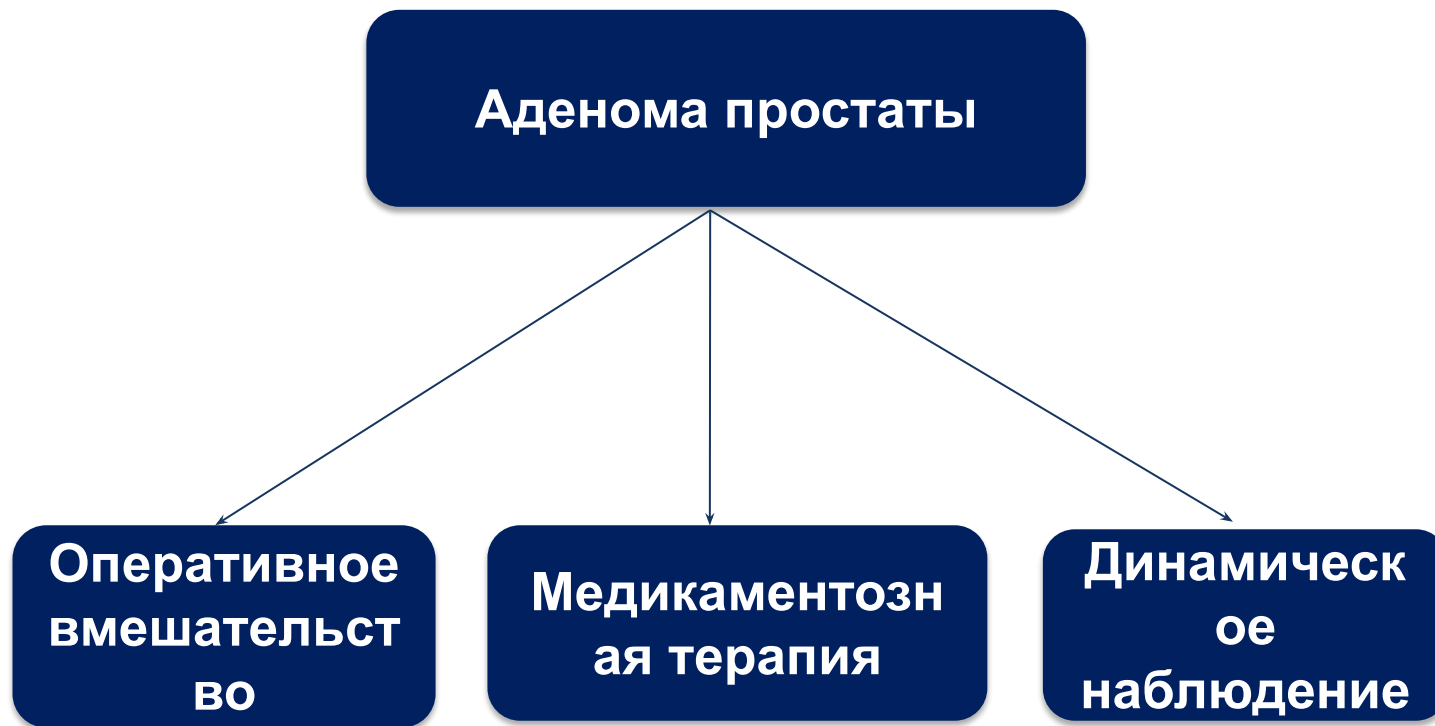 Аденома простаты
Оперативное
вмешательст
во
Медикаментозн
ая терапия
Динамическ
ое
наблюдение